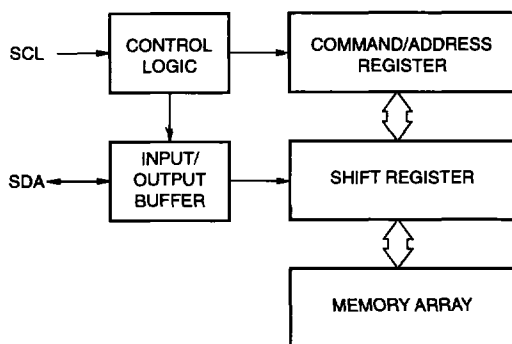 SCL
CONTROL
LOGIC
COMMAND/ADDRESS
REGISTER
SDA
INPUT/
OUTPUT
BUFFER
SHIFT REGISTER
MEMORY ARRAY